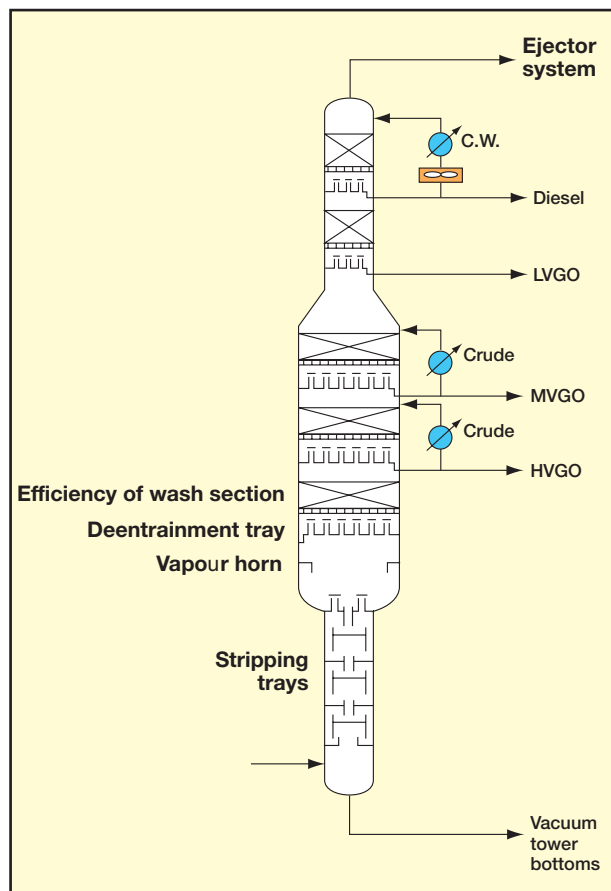 Ejector
system
C.W.
Diesel
LVGO
Crude
MVGO
Crude
HVGO
Efficiency of wash section
Deentrainment tray
Vapour horn
Stripping
trays
Vacuum
tower
bottoms